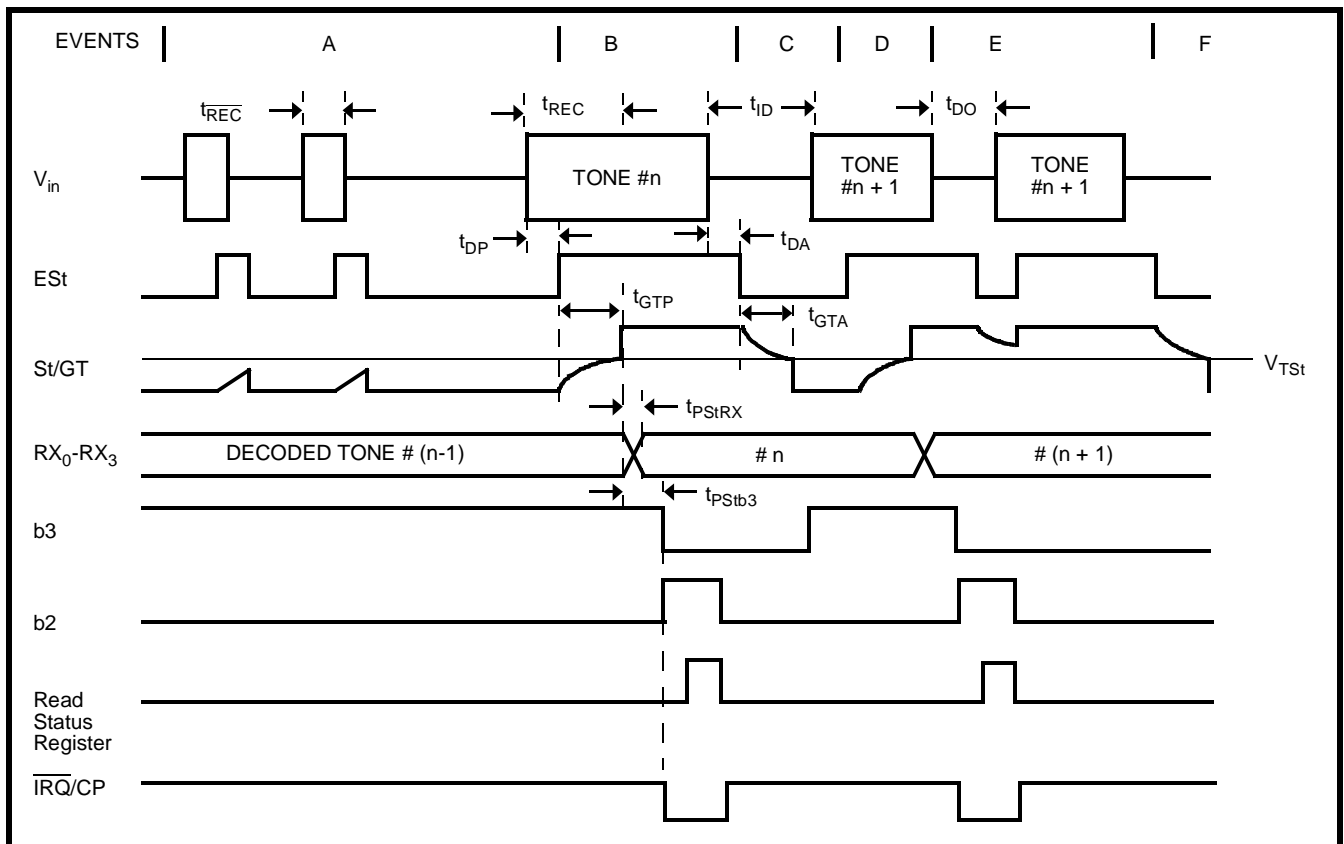 EVENTS A B C D E F
tREC tREC tID tDO
Vin TONE #n TONE #n + 1 TONE #n + 1
tDP tDA
ESt
tGTP tGTA
St/GT VTSt
tPStRX
RX0-RX3 DECODED TONE # (n-1) # n # (n + 1)
tPStb3
b3
b2
Read
Status
Register
IRQ/CP